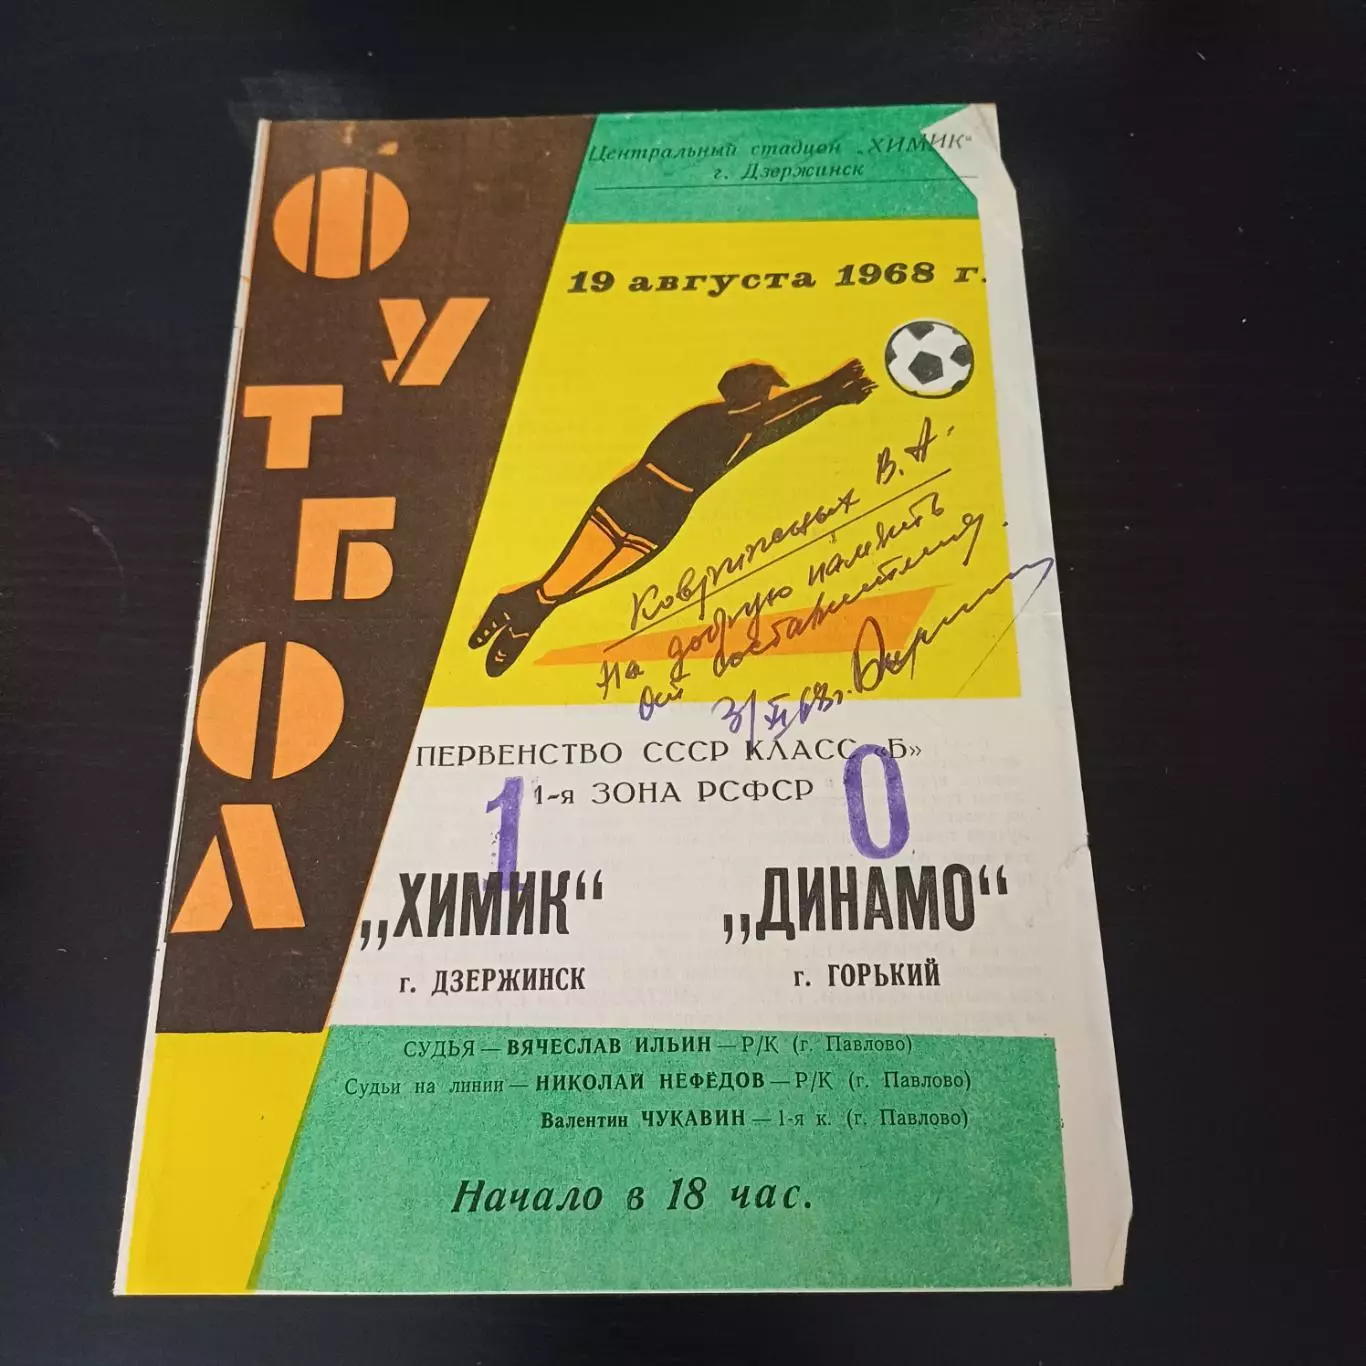 ФУТБОЛ
Центральный стадион „ХИМИК"
г. Дзержинск
19 августа 1968 г.
В. А.
На добрую память
от составителя
ПЕРВЕНСТВО СССР КЛАСС «Б»
1-я ЗОНА РСФСР
1 0
„ХИМИК" „ДИНАМО"
г. ДЗЕРЖИНСК г. ГОРЬКИЙ
СУДЬЯ — ВЯЧЕСЛАВ ИЛЬИН — Р/К (г. Павлово)
Судьи на линии — НИКОЛАЙ НЕФЁДОВ — Р/К (г. Павлово)
Валентин ЧУКАВИН — 1-я к. (г. Павлово)
Начало в 18 час.